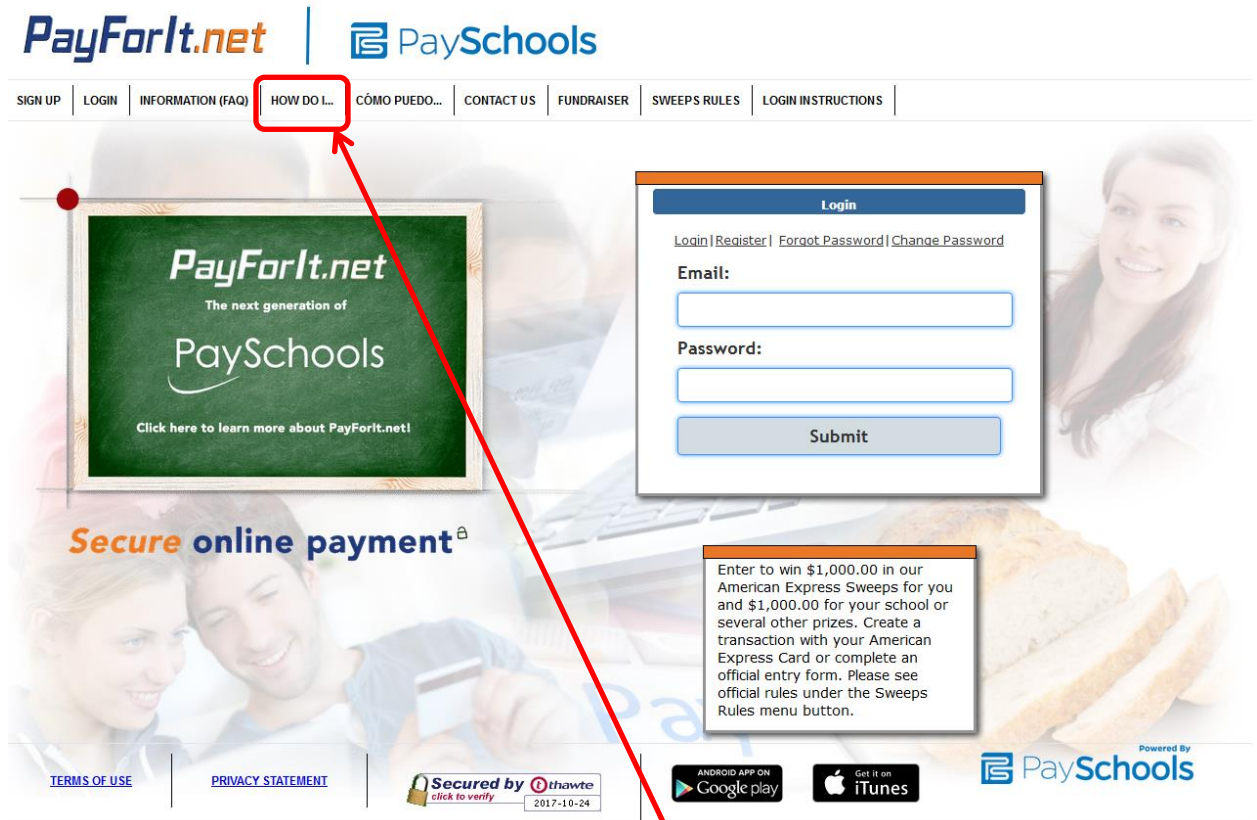 PayForIt.net
PaySchools
SIGN UP
LOGIN
INFORMATION (FAQ)
HOW DO I...
CÓMO PUEDO...
CONTACT US
FUNDRAISER
SWEEPS RULES
LOGIN INSTRUCTIONS
PayForIt.net
The next generation of
PaySchools
Click here to learn more about PayForIt.net!
Secure online payment
Login
Login|Register| Forgot Password|Change Password
Email:
Password:
Submit
Enter to win $1,000.00 in our
American Express Sweeps for you
and $1,000.00 for your school or
several other prizes. Create a
transaction with your American
Express Card or complete an
official entry form. Please see
official rules under the Sweeps
Rules menu button.
Pa
TERMS OF USE
PRIVACY STATEMENT
Secured by thawte
click to verify
2017-10-24
ANDROID APP ON
Google play
Get it on
iTunes
Powered By
PaySchools